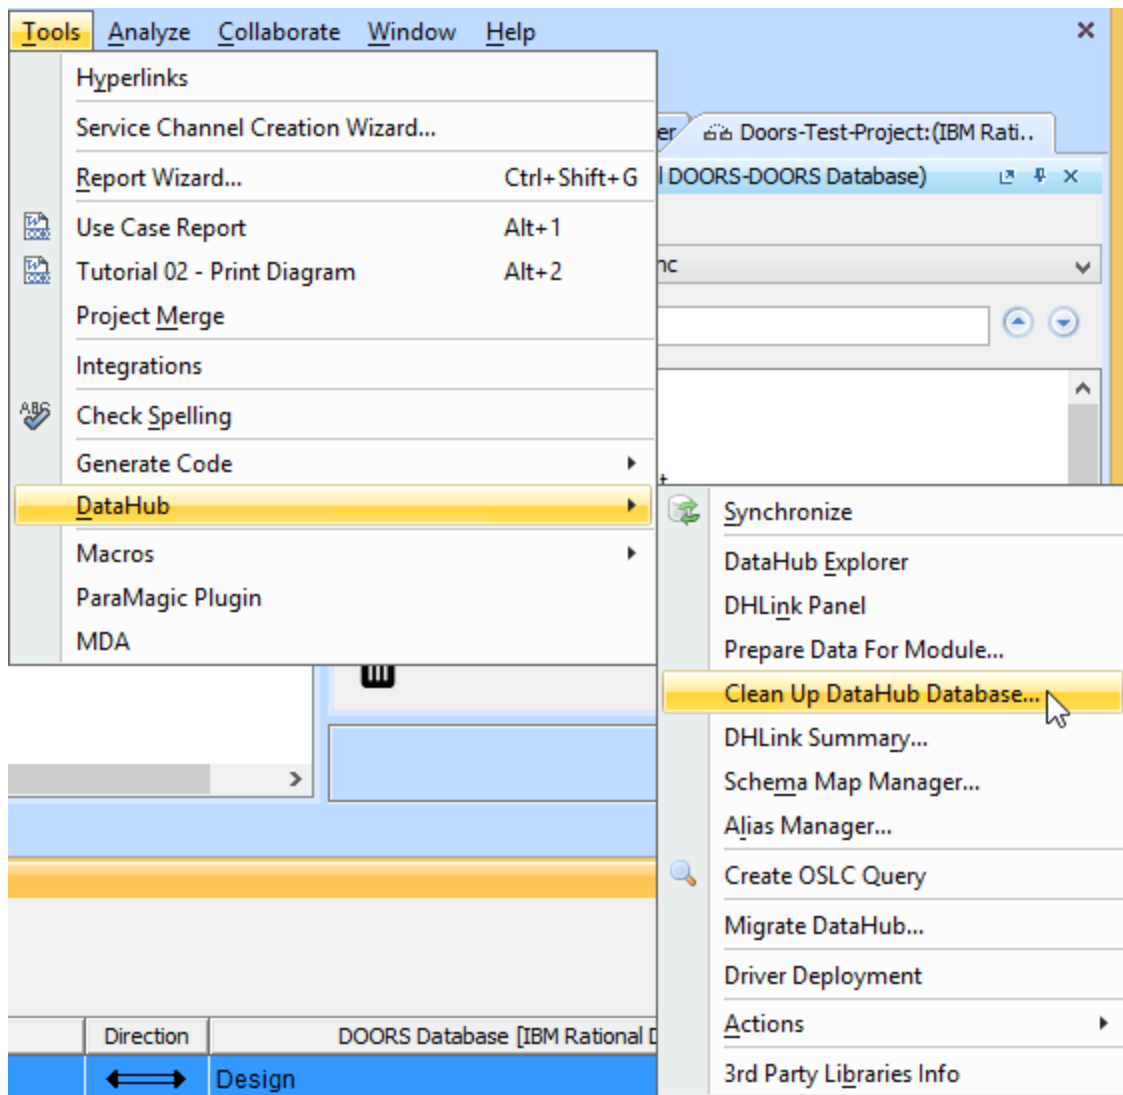 Tools Analyze Collaborate Window Help
Hyperlinks
Service Channel Creation Wizard...
Report Wizard... Ctrl+Shift+G
Use Case Report Alt+1
Tutorial 02 - Print Diagram Alt+2
Project Merge
Integrations
Check Spelling
Generate Code
DataHub
Macros
ParaMagic Plugin
MDA
er
Doors-Test-Project:(IBM Rati..
l DOORS-DOORS Database)
nc
t
Synchronize
DataHub Explorer
DHLink Panel
Prepare Data For Module...
Clean Up DataHub Database...
DHLink Summary...
Schema Map Manager...
Alias Manager...
Create OSLC Query
Migrate DataHub...
Driver Deployment
Actions
3rd Party Libraries Info
Direction DOORS Database [IBM Rational D
Design